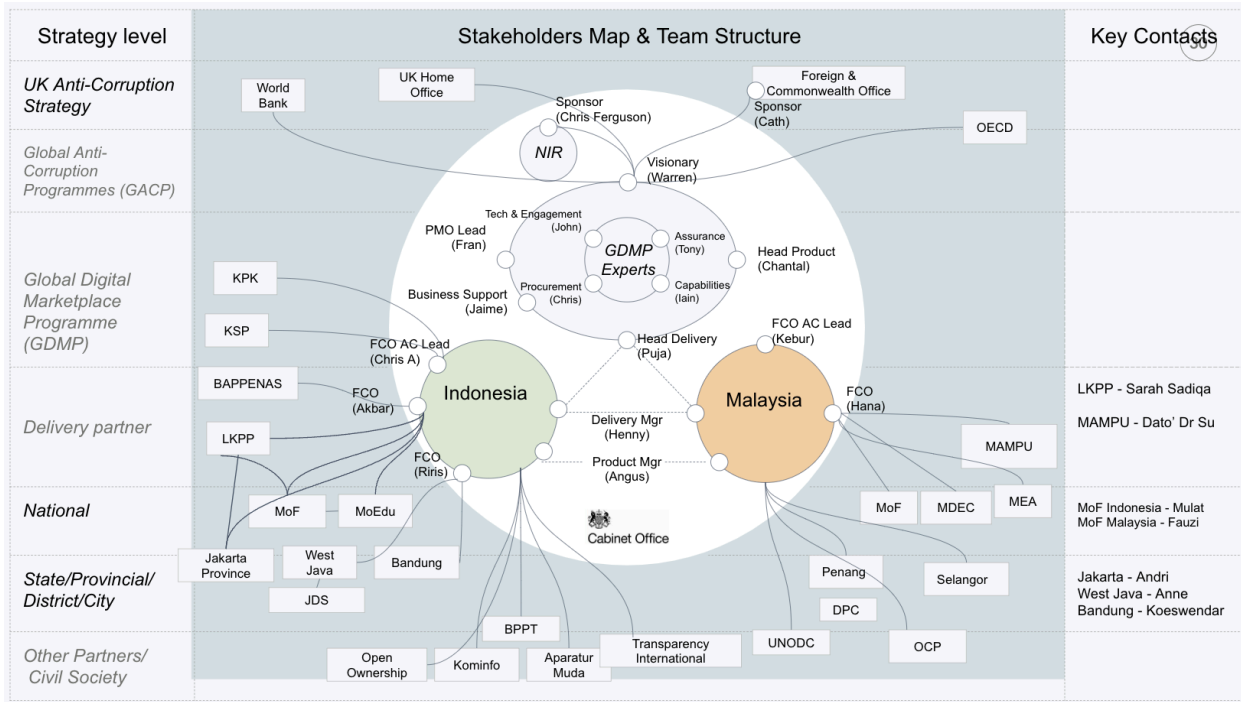 Strategy level
Stakeholders Map & Team Structure
Key Contacts
30
UK Anti-Corruption
Strategy
World
Bank
UK Home
Office
Sponsor
(Chris Ferguson)
Foreign &
Commonwealth Office
Sponsor
(Cath)
OECD
Global Anti-
Corruption
Programmes (GACP)
NIR
Visionary
(Warren)
Global Digital
Marketplace
Programme
(GDMP)
Tech & Engagement
(John)
PMO Lead
(Fran)
GDMP
Experts
Assurance
(Tony)
Head Product
(Chantal)
Procurement
(Chris)
Capabilities
(Iain)
Business Support
(Jaime)
KPK
KSP
FCO AC Lead
(Chris A)
Head Delivery
(Puja)
FCO AC Lead
(Kebur)
Delivery partner
BAPPENAS
FCO
(Akbar)
Indonesia
Malaysia
FCO
(Hana)
LKPP - Sarah Sadiqa
MAMPU - Dato' Dr Su
LKPP
Delivery Mgr
(Henny)
MAMPU
FCO
(Riris)
Product Mgr
(Angus)
National
MoF
MoEdu
Cabinet Office
MoF
MDEC
MEA
MoF Indonesia - Mulat
MoF Malaysia - Fauzi
State/Provincial/
District/City
Jakarta
Province
West
Java
Bandung
JDS
Penang
Selangor
DPC
Jakarta - Andri
West Java - Anne
Bandung - Koeswendar
Other Partners/
Civil Society
Open
Ownership
Kominfo
BPPT
Aparatur
Muda
Transparency
International
UNODC
OCP